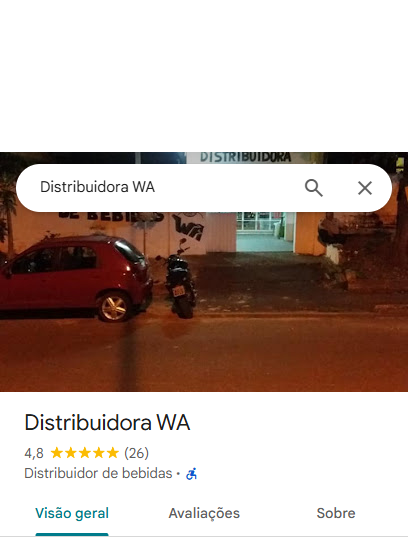 DISTRIBUIDORA
Distribuidora WA
DE BEBIDAS
WA
Distribuidora WA
4,8 (26)
Distribuidor de bebidas •
Visão geral Avaliações Sobre